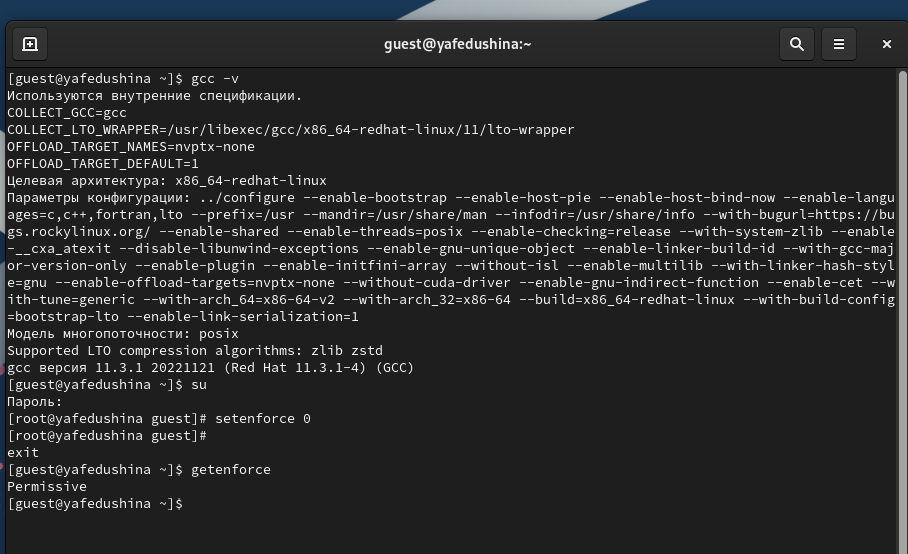 guest@yafedushina:~
[guest@yafedushina ~]$ gcc -v
Используются внутренние спецификации.
COLLECT_GCC=gcc
COLLECT_LTO_WRAPPER=/usr/libexec/gcc/x86_64-redhat-linux/11/lto-wrapper
OFFLOAD_TARGET_NAMES=nvptx-none
OFFLOAD_TARGET_DEFAULT=1
Целевая архитектура: x86_64-redhat-linux
Параметры конфигурации: ../configure --enable-bootstrap --enable-host-pie --enable-host-bind-now --enable-langu
ages=c,c++,fortran,lto --prefix=/usr --mandir=/usr/share/man --infodir=/usr/share/info --with-bugurl=https://bu
gs.rockylinux.org/ --enable-shared --enable-threads=posix --enable-checking=release --with-system-zlib --enable
-__cxa_atexit --disable-libunwind-exceptions --enable-gnu-unique-object --enable-linker-build-id --with-gcc-maj
or-version-only --enable-plugin --enable-initfini-array --without-isl --enable-multilib --with-linker-hash-styl
e=gnu --enable-offload-targets=nvptx-none --without-cuda-driver --enable-gnu-indirect-function --enable-cet --w
ith-tune=generic --with-arch_64=x86-64-v2 --with-arch_32=x86-64 --build=x86_64-redhat-linux --with-build-config
=bootstrap-lto --enable-link-serialization=1
Модель многопоточности: posix
Supported LTO compression algorithms: zlib zstd
gcc версия 11.3.1 20221121 (Red Hat 11.3.1-4) (GCC)
[guest@yafedushina ~]$ su
Пароль:
[root@yafedushina guest]# setenforce 0
[root@yafedushina guest]#
exit
[guest@yafedushina ~]$ getenforce
Permissive
[guest@yafedushina ~]$